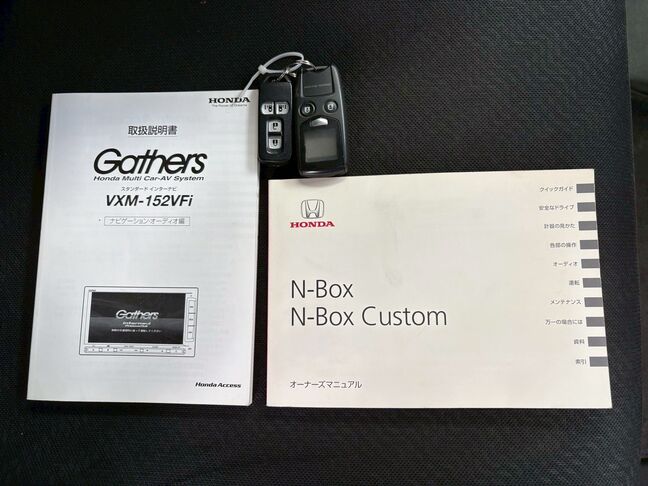 HONDA
The Power of Dreams
取扱説明書
Gathers
Honda Multi Car-AV System
スタンダード インターナビ
VXM-152VFi
ナビゲーション・オーディオ編
Gathers
internavi
Honda Access
HONDA
N-Box
N-Box Custom
オーナーズマニュアル
クイックガイド
安全なドライブ
計器の見かた
各部の操作
オーディオ
運転
メンテナンス
万一の場合には
資料
索引